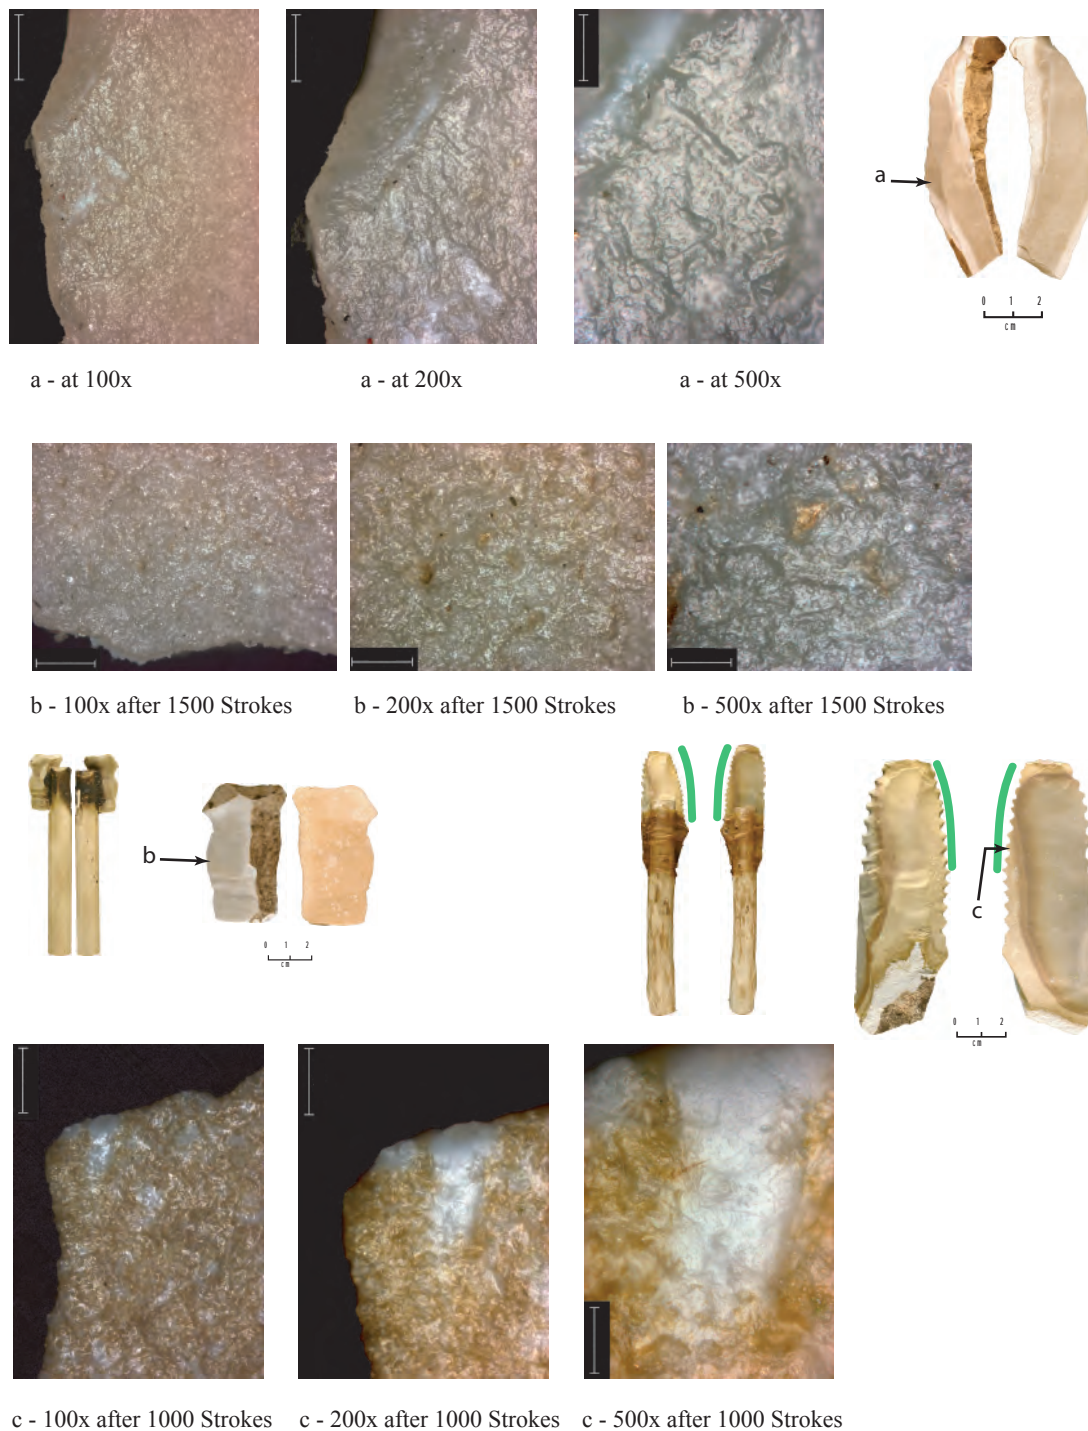 a
0 1 2
cm
a - at 100x
a - at 200x
a - at 500x
b - 100x after 1500 Strokes
b - 200x after 1500 Strokes
b - 500x after 1500 Strokes
b
0 1 2
cm
c
0 1 2
cm
c - 100x after 1000 Strokes
c - 200x after 1000 Strokes
c - 500x after 1000 Strokes